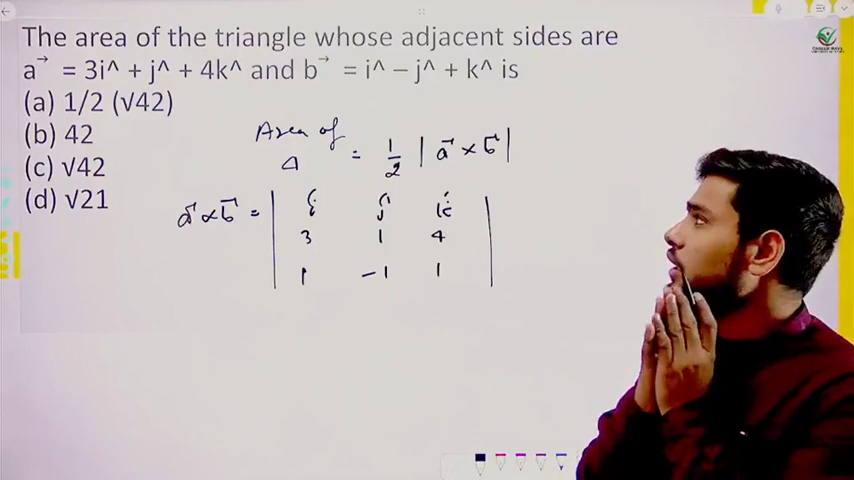 The area of the triangle whose adjacent sides are
a⃗ = 3i^ + j^ + 4k^ and b⃗ = i^ − j^ + k^ is
(a) 1/2 (√42)
(b) 42
(c) √42
(d) √21
Area of Δ = 1/2 |a⃗ × b⃗|
a⃗ × b⃗ = | î ĵ k̂ |
| 3 1 4 |
| 1 −1 1 |